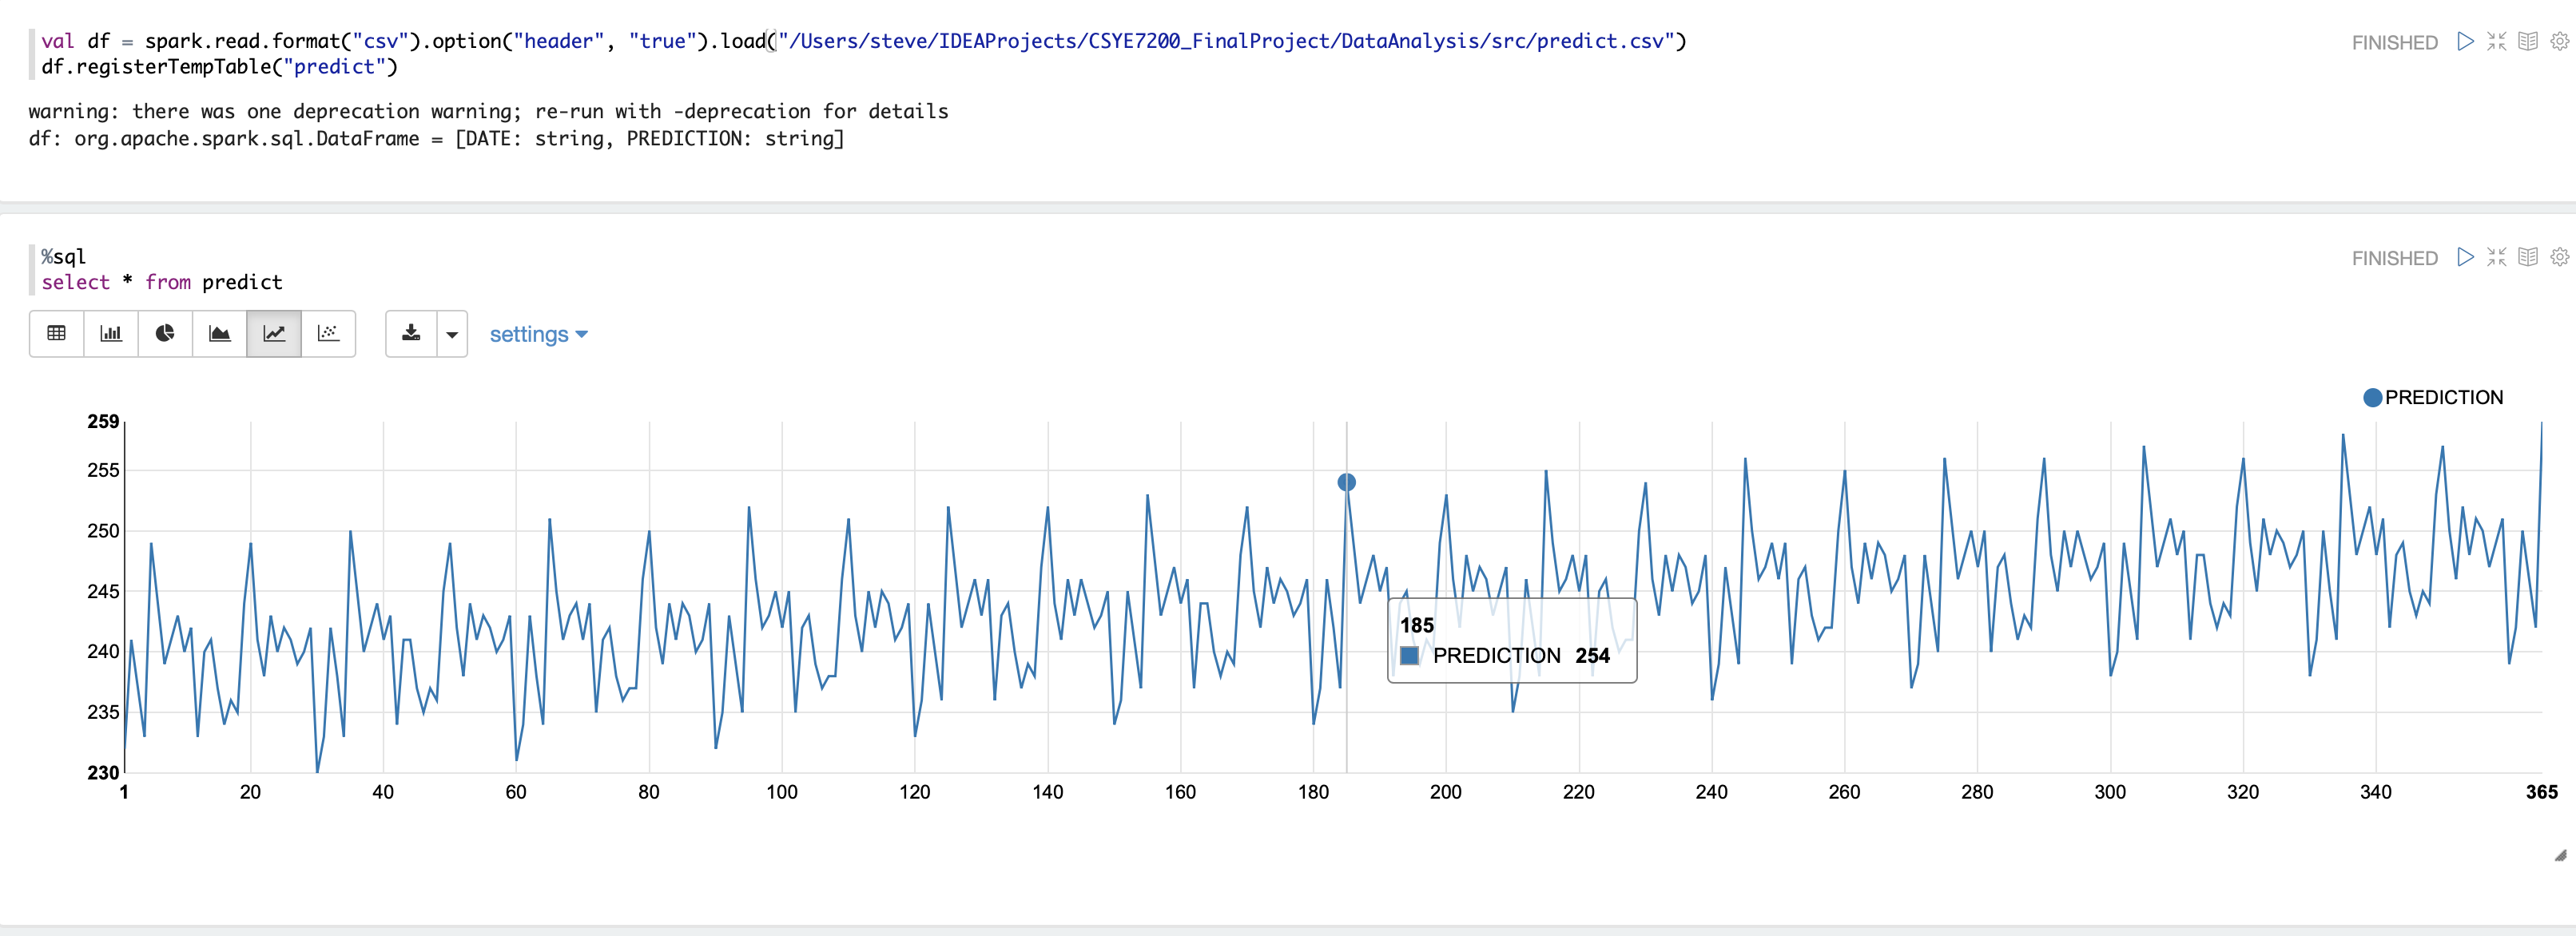 val df = spark.read.format("csv").option("header", "true").load("/Users/steve/IDEAProjects/CSYE7200_FinalProject/DataAnalysis/src/predict.csv")
FINISHED
df.registerTempTable("predict")
warning: there was one deprecation warning; re-run with -deprecation for details
df: org.apache.spark.sql.DataFrame = [DATE: string, PREDICTION: string]
%sql
FINISHED
select * from predict
settings
PREDICTION
259
255
250
245
240
235
230
185
PREDICTION 254
1 20 40 60 80 100 120 140 160 180 200 220 240 260 280 300 320 340 365